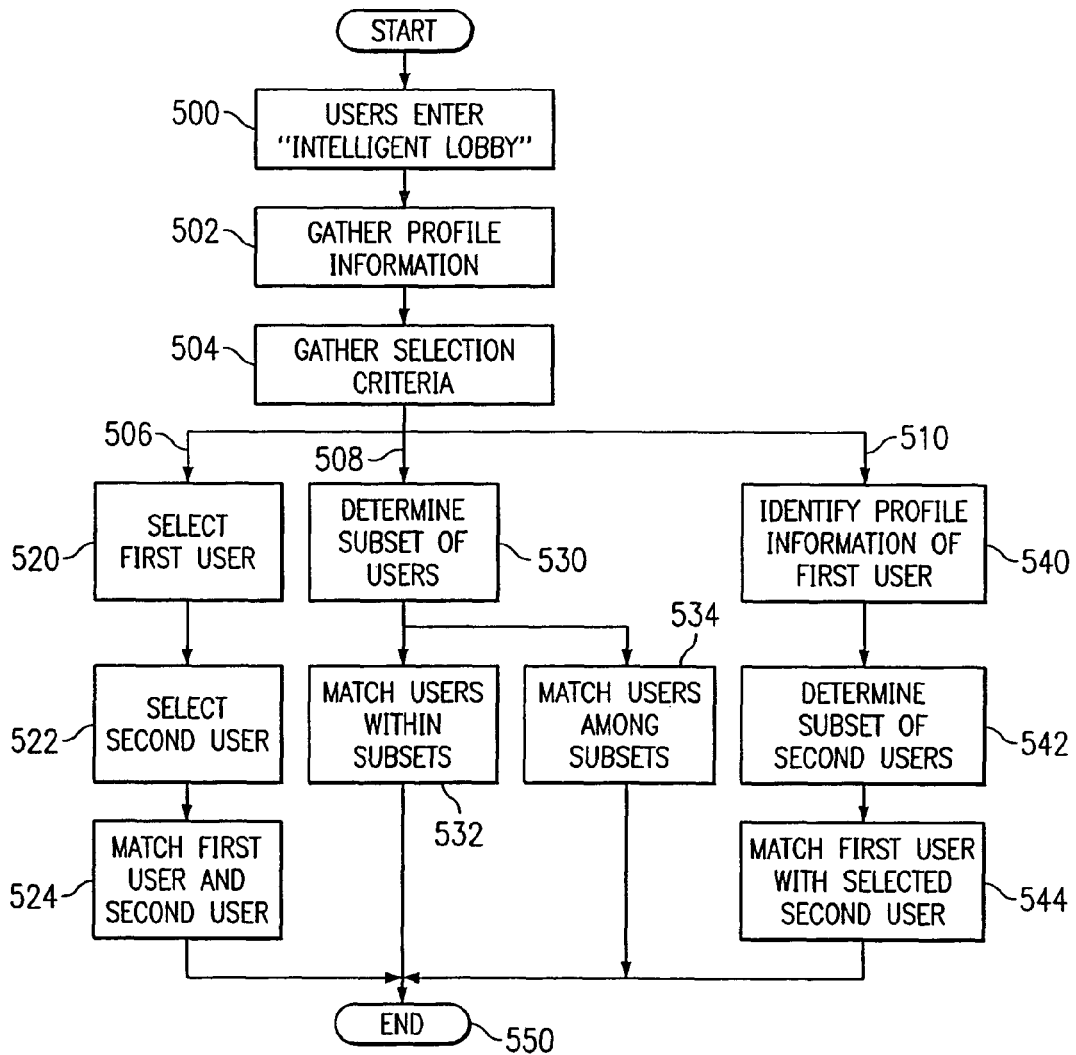 START
500
USERS ENTER
"INTELLIGENT LOBBY"
502
GATHER PROFILE
INFORMATION
504
GATHER SELECTION
CRITERIA
506
508
510
520
SELECT
FIRST USER
DETERMINE
SUBSET OF
USERS
530
IDENTIFY PROFILE
INFORMATION OF
FIRST USER
540
534
522
SELECT
SECOND USER
MATCH USERS
WITHIN
SUBSETS
532
MATCH USERS
AMONG
SUBSETS
DETERMINE
SUBSET OF
SECOND USERS
542
524
MATCH FIRST
USER AND
SECOND USER
MATCH FIRST USER
WITH SELECTED
SECOND USER
544
END
550